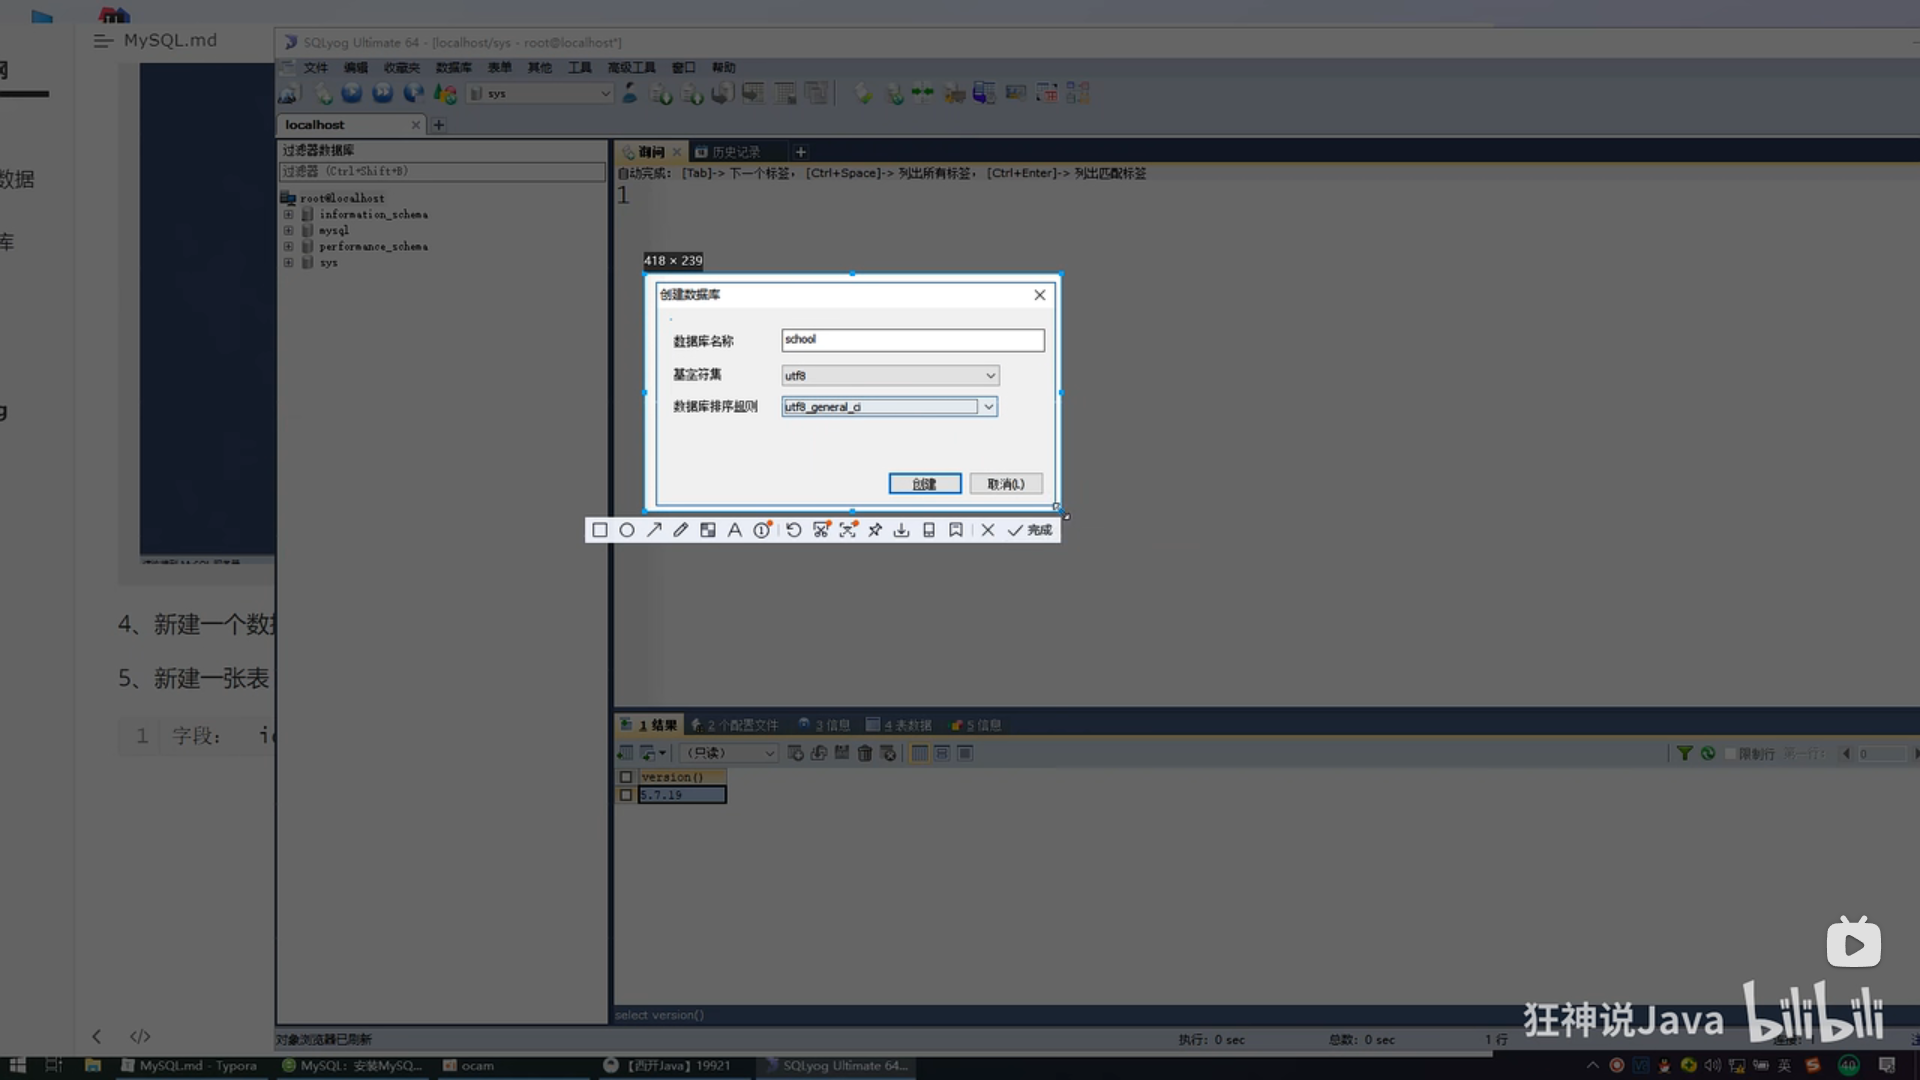 MySQL.md
SQLyog Ultimate 64 - [localhost/sys - root@localhost*]
文件 编辑 收藏夹 数据库 表单 其他 工具 高级工具 窗口 帮助
sys
localhost
过滤器数据库
过滤器 (Ctrl+Shift+B)
root@localhost
information_schema
mysql
performance_schema
sys
询问 历史记录
自动完成: [Tab]-> 下一个标签, [Ctrl+Space]-> 列出所有标签, [Ctrl+Enter]-> 列出匹配标签
1
数据
库
418 × 239
创建数据库
数据库名称 school
基字符集 utf8
数据库排序规则 utf8_general_ci
创建 取消(L)
完成
4、新建一个数
5、新建一张表
1 字段:
1 结果 2 个配置文件 3 信息 4 表数据 5 信息
(只读)
限制行 第一行: 0
version()
5.7.19
select version()
对象浏览器已刷新
执行: 0 sec 总数: 0 sec 1 行
狂神说Java bilibili
MySQL.md - Typora
MySQL: 安装MySQ...
ocam
【西开Java】19921
SQLyog Ultimate 64...
英
40